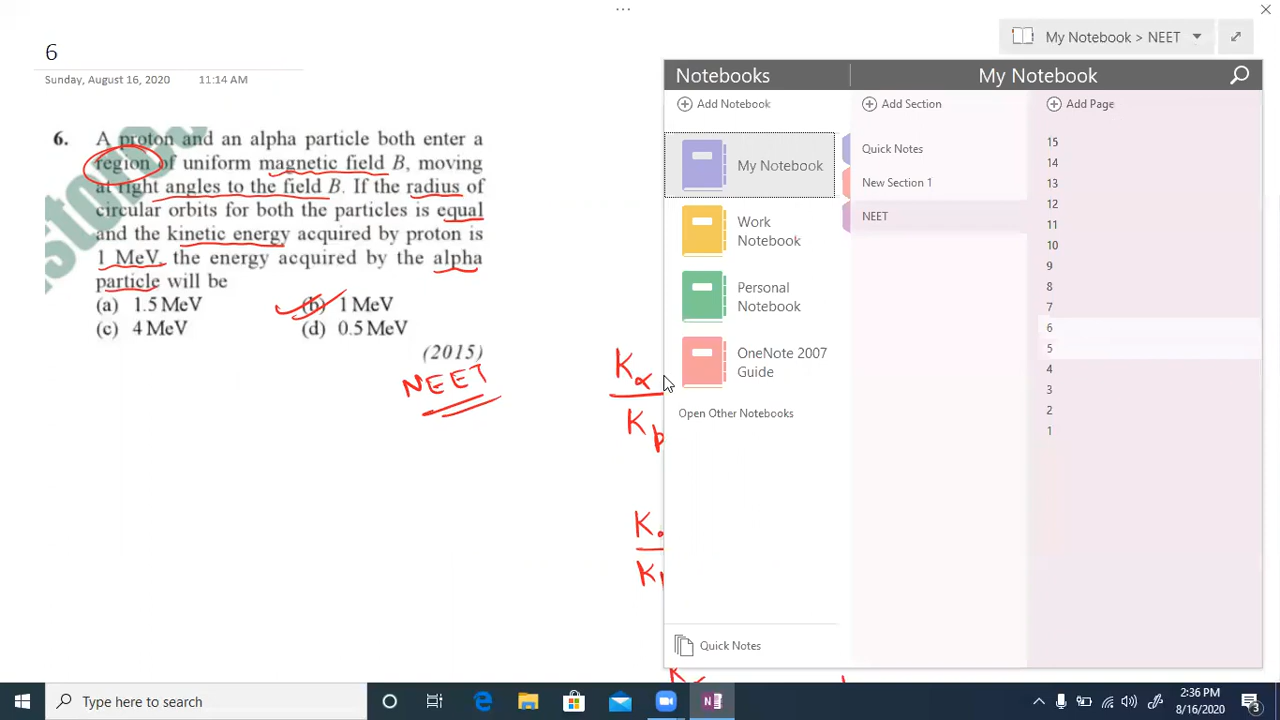 6
Sunday, August 16, 2020 11:14 AM
My Notebook > NEET
Notebooks
My Notebook
Add Notebook
Add Section
Add Page
My Notebook
Work Notebook
Personal Notebook
OneNote 2007 Guide
Open Other Notebooks
Quick Notes
New Section 1
NEET
15
14
13
12
11
10
9
8
7
6
5
4
3
2
1
Quick Notes
6. A proton and an alpha particle both enter a
region of uniform magnetic field B, moving
at right angles to the field B. If the radius of
circular orbits for both the particles is equal
and the kinetic energy acquired by proton is
1 MeV, the energy acquired by the alpha
particle will be
(a) 1.5 MeV (b) 1 MeV
(c) 4 MeV (d) 0.5 MeV
(2015)
NEET
Kα
Kp
K
K
Type here to search
2:36 PM
8/16/2020
3